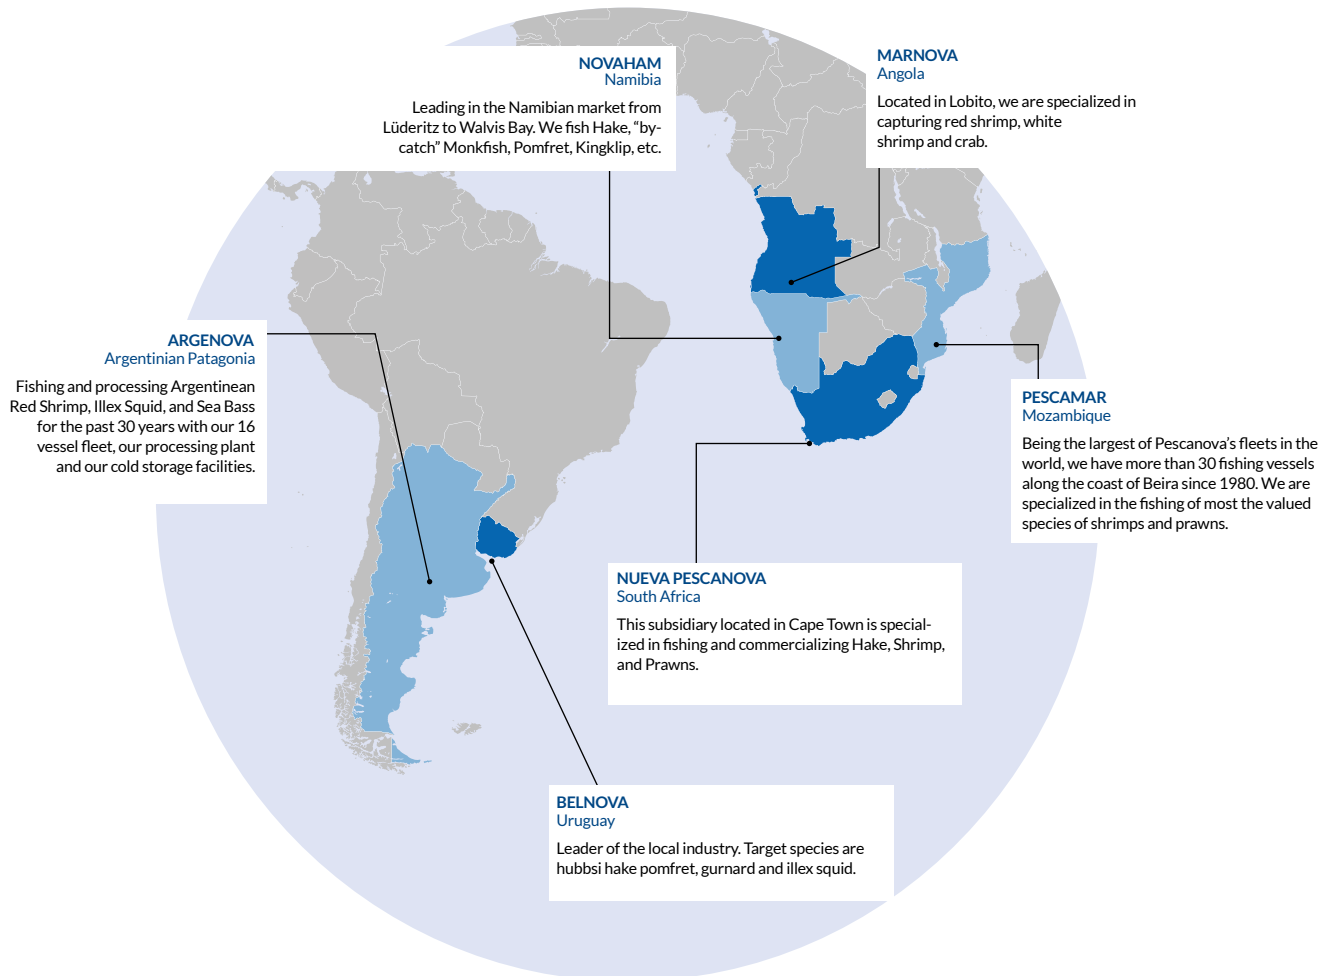 NOVAHAM
Namibia
Leading in the Namibian market from
Lüderitz to Walvis Bay. We fish Hake, “by-
catch” Monkfish, Pomfret, Kingklip, etc.
MARNOVA
Angola
Located in Lobito, we are specialized in
capturing red shrimp, white
shrimp and crab.
ARGENOVA
Argentinian Patagonia
Fishing and processing Argentinean
Red Shrimp, Illex Squid, and Sea Bass
for the past 30 years with our 16
vessel fleet, our processing plant
and our cold storage facilities.
PESCAMAR
Mozambique
Being the largest of Pescanova’s fleets in the
world, we have more than 30 fishing vessels
along the coast of Beira since 1980. We are
specialized in the fishing of most the valued
species of shrimps and prawns.
NUEVA PESCANOVA
South Africa
This subsidiary located in Cape Town is special-
ized in fishing and commercializing Hake, Shrimp,
and Prawns.
BELNOVA
Uruguay
Leader of the local industry. Target species are
hubbsi hake pomfret, gurnard and illex squid.